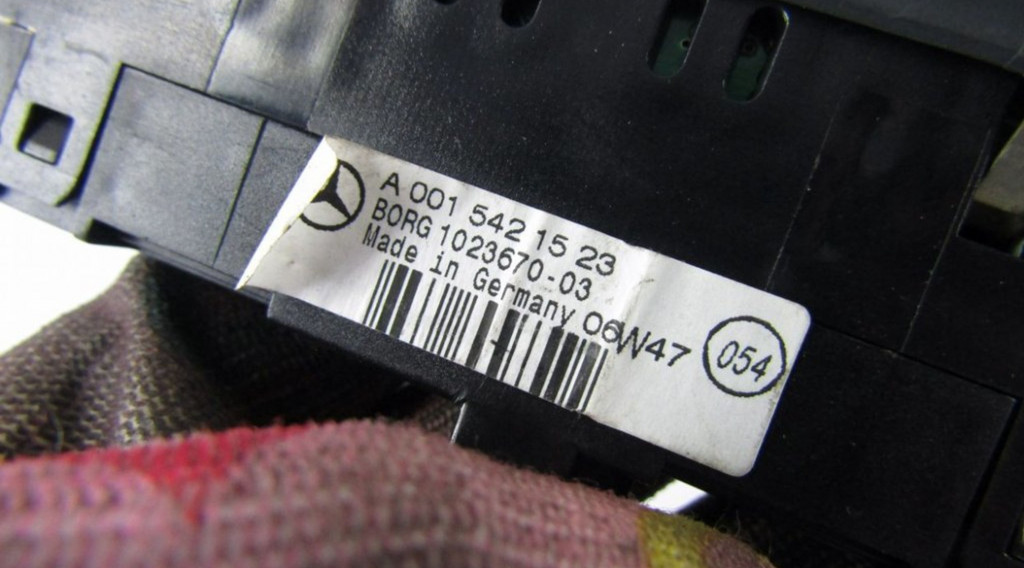 A 001 542 15 23
BORG 1023670-03
Made in Germany 06W47
054